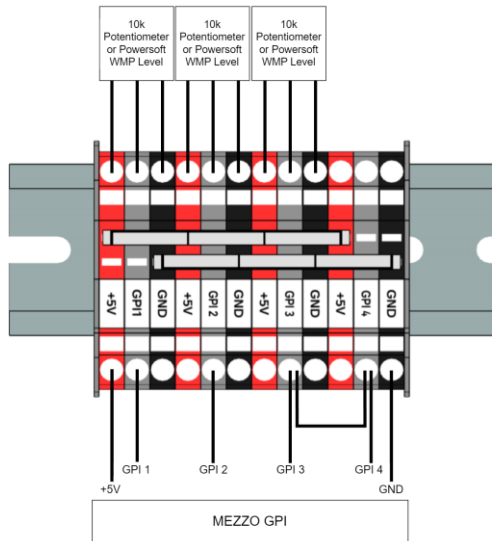 10k
Potentiometer
or Powersoft
WMP Level
10k
Potentiometer
or Powersoft
WMP Level
10k
Potentiometer
or Powersoft
WMP Level
+5V
GPI1
GND
+5V
GPI 2
GND
+5V
GPI 3
GND
+5V
GPI 4
GND
GPI 1
GPI 2
GPI 3
GPI 4
+5V
GND
MEZZO GPI